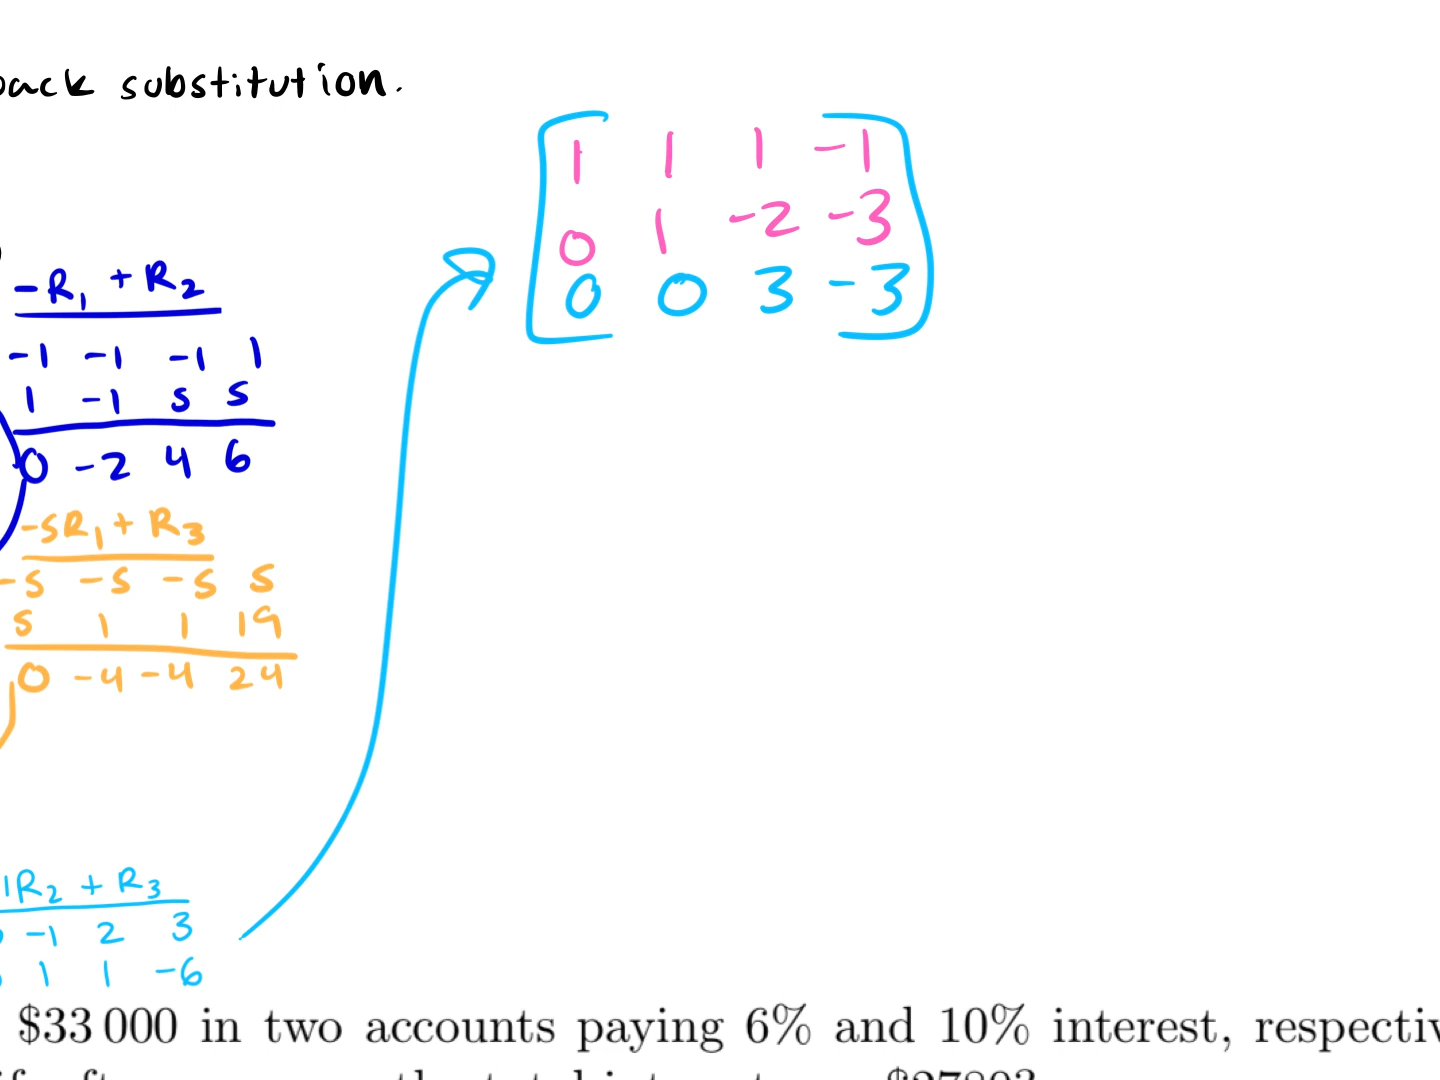 substitution.
1 1 1 -1
0 1 -2 -3
0 0 3 -3
-R1 + R2
-1 -1 -1 1
1 -1 5 5
0 -2 4 6
-5R1 + R3
-5 -5 -5 5
5 1 1 19
0 -4 -4 24
1R2 + R3
-1 2 3
1 1 -6
$33 000 in two accounts paying 6% and 10% interest,